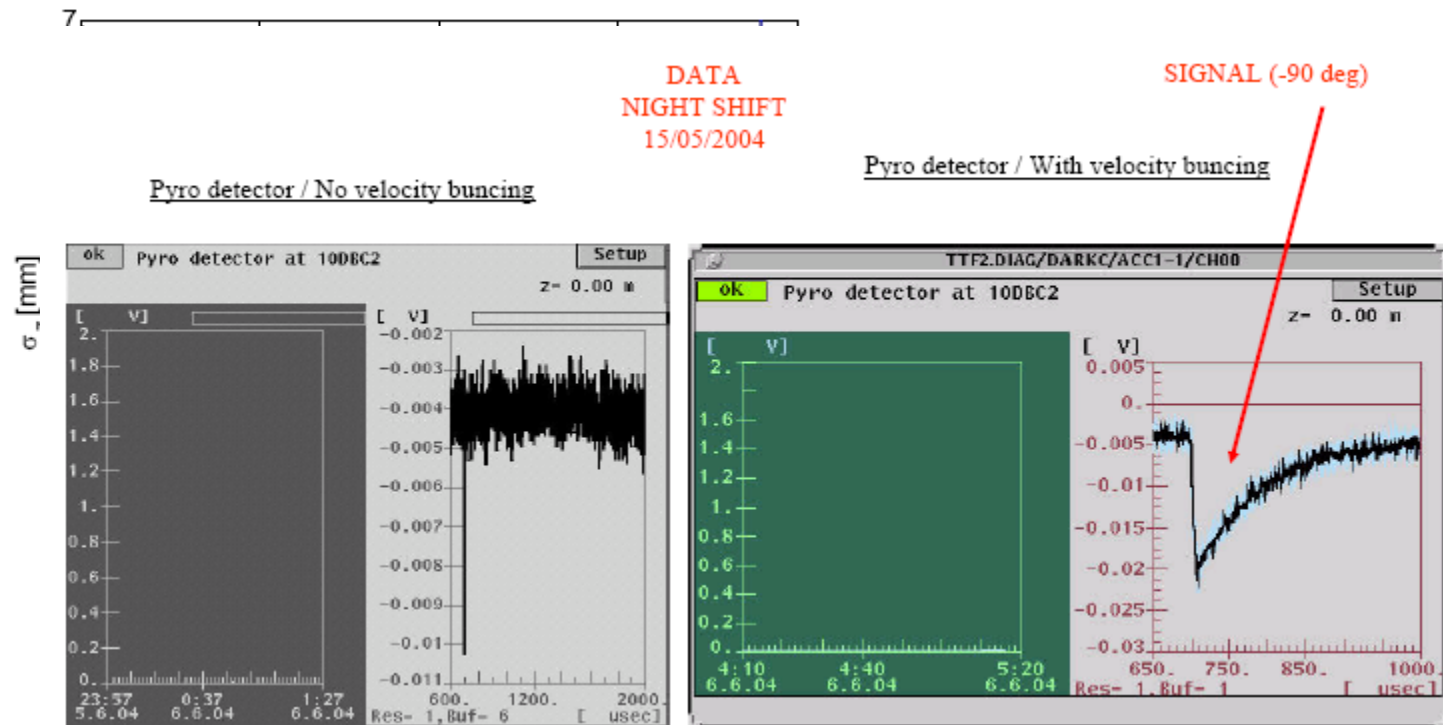 7
DATA
NIGHT SHIFT
15/05/2004
SIGNAL (-90 deg)
Pyro detector / No velocity buncing
Pyro detector / With velocity buncing
[mm]
ok Pyro detector at 10DBC2 Setup
z= 0.00 m
[ V]
2.
1.8
1.6
1.4
1.2
1.
0.8
0.6
0.4
0.2
0.
23:57 0:37 1:27
5.6.04 6.6.04 6.6.04
[ V]
-0.002
-0.003
-0.004
-0.005
-0.006
-0.007
-0.008
-0.009
-0.01
-0.011
600. 1200. 2000.
Res= 1,Buf= 6 [ usec]
TTF2.DIAG/DARKC/ACC1-1/CH00
ok Pyro detector at 10DBC2 Setup
z= 0.00 m
[ V]
2.
1.6
1.4
1.2
1.
0.8
0.6
0.4
0.2
0.
4:10 4:40 5:20
6.6.04 6.6.04 6.6.04
[ V]
0.005
0.
-0.005
-0.01
-0.015
-0.02
-0.025
-0.03
650. 750. 850. 1000.
Res= 1,Buf= 1 [ usec]